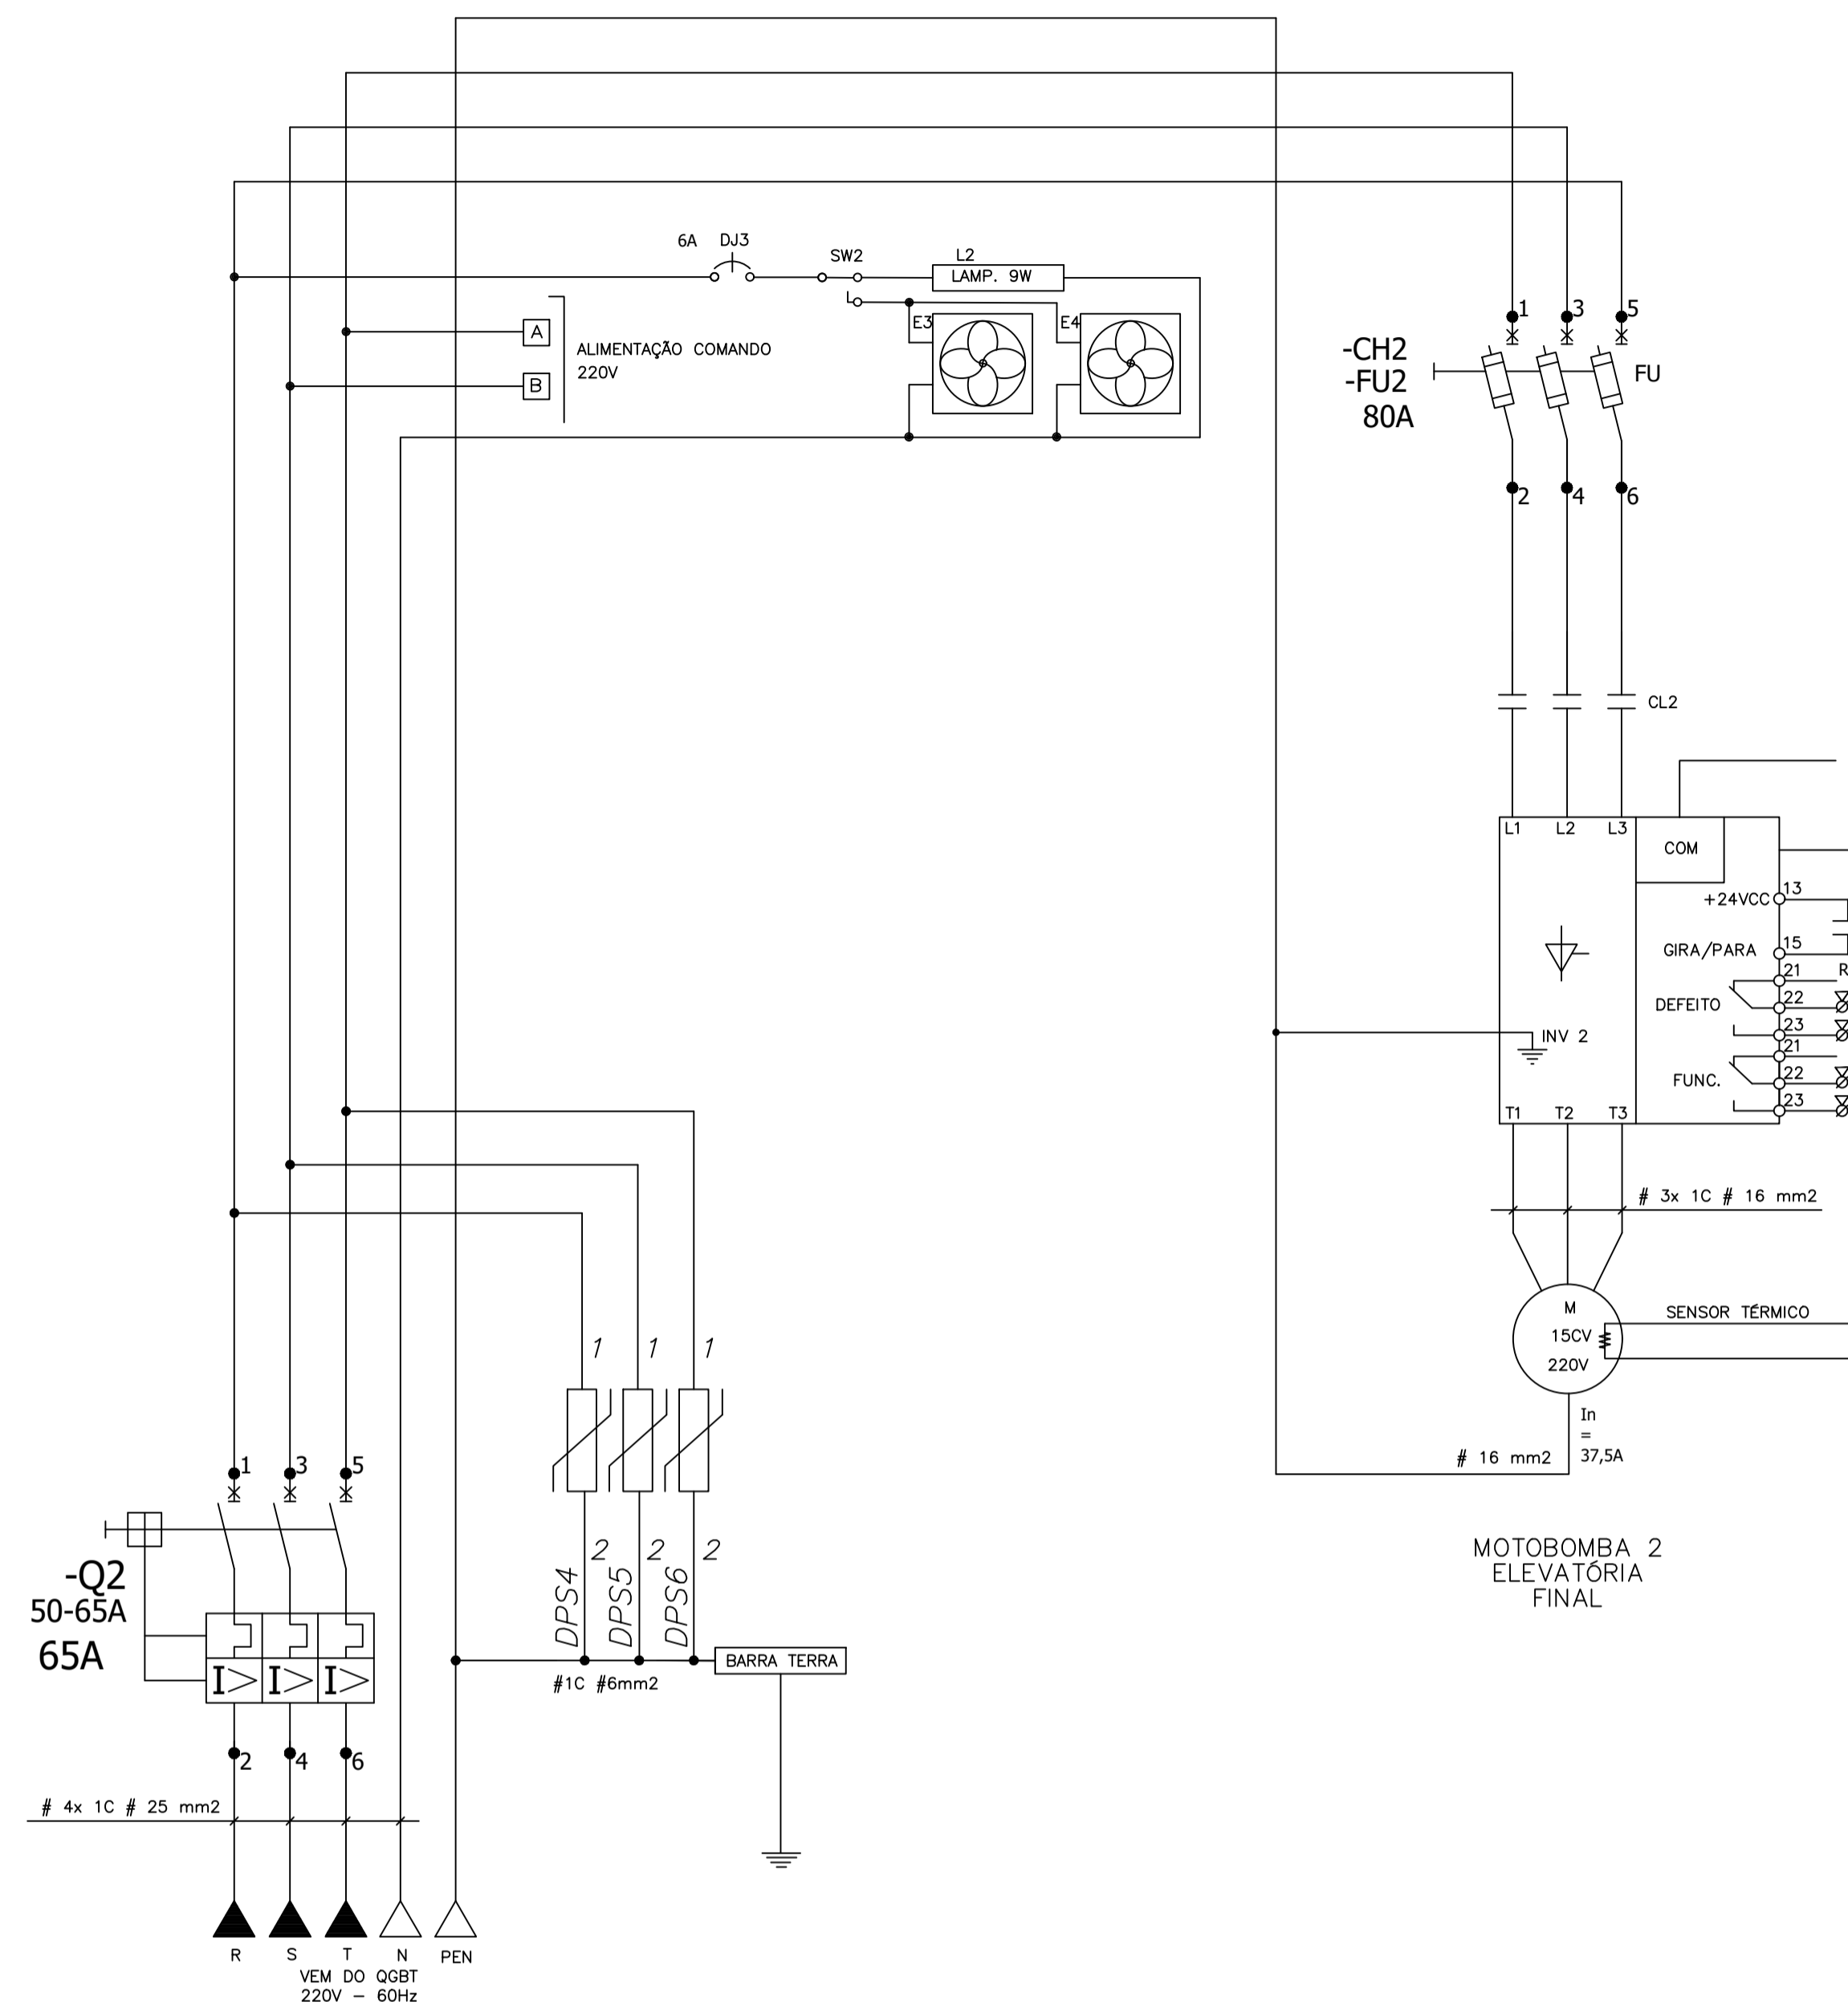 6A DJ3
SW2
L2
LAMP. 9W
E3
E4
A
ALIMENTAÇÃO COMANDO
220V
B
1
3
5
-CH2
-FU2
80A
FU
2
4
6
CL2
L1 L2 L3
COM
+24VCC
13
GIRA/PARA
15
21
R
DEFEITO
22
23
INV 2
21
FUNC.
22
23
T1 T2 T3
# 3x 1C # 16 mm2
M
15CV
220V
SENSOR TÉRMICO
In
=
37,5A
# 16 mm2
MOTOBOMBA 2
ELEVATÓRIA
FINAL
1 1 1
2 2 2
DPS4
DPS5
DPS6
BARRA TERRA
#1C #6mm2
1
3
5
-Q2
50-65A
65A
I> I> I>
2
4
6
# 4x 1C # 25 mm2
R S T N PEN
VEM DO QGBT
220V - 60Hz